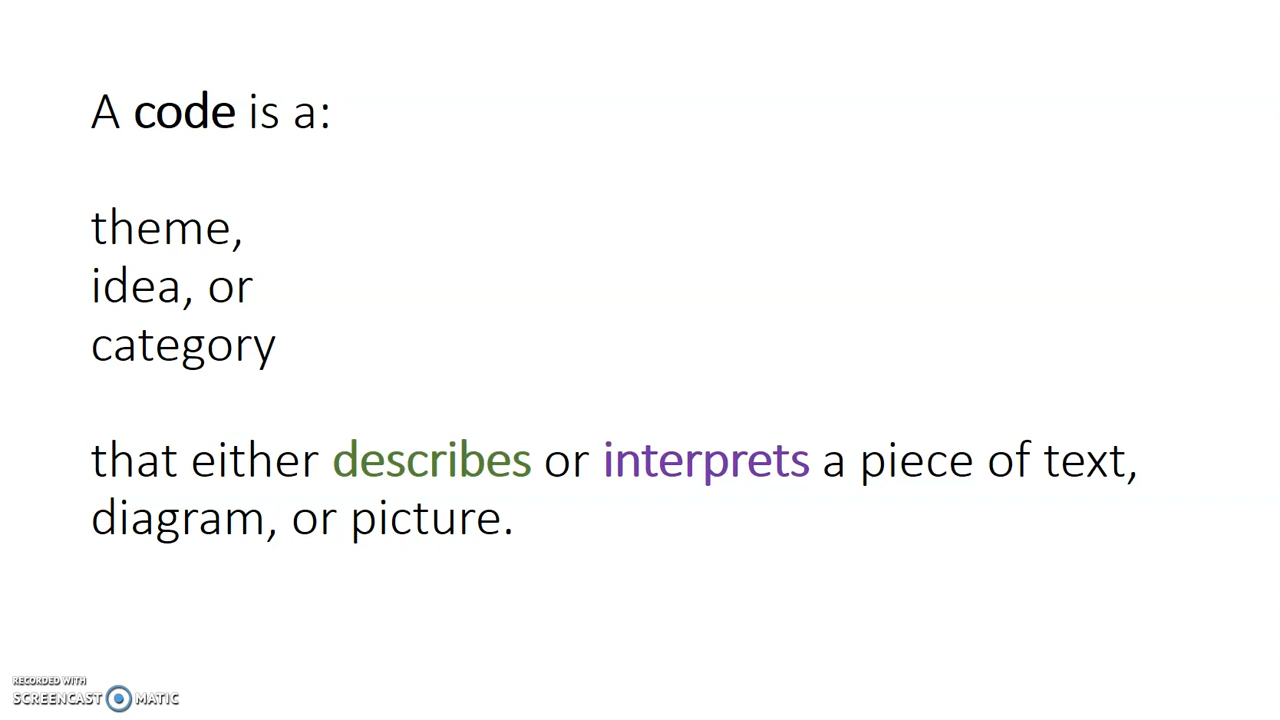 A code is a:
theme,
idea, or
category
that either describes or interprets a piece of text,
diagram, or picture.
RECORDED WITH
SCREENCAST MATIC